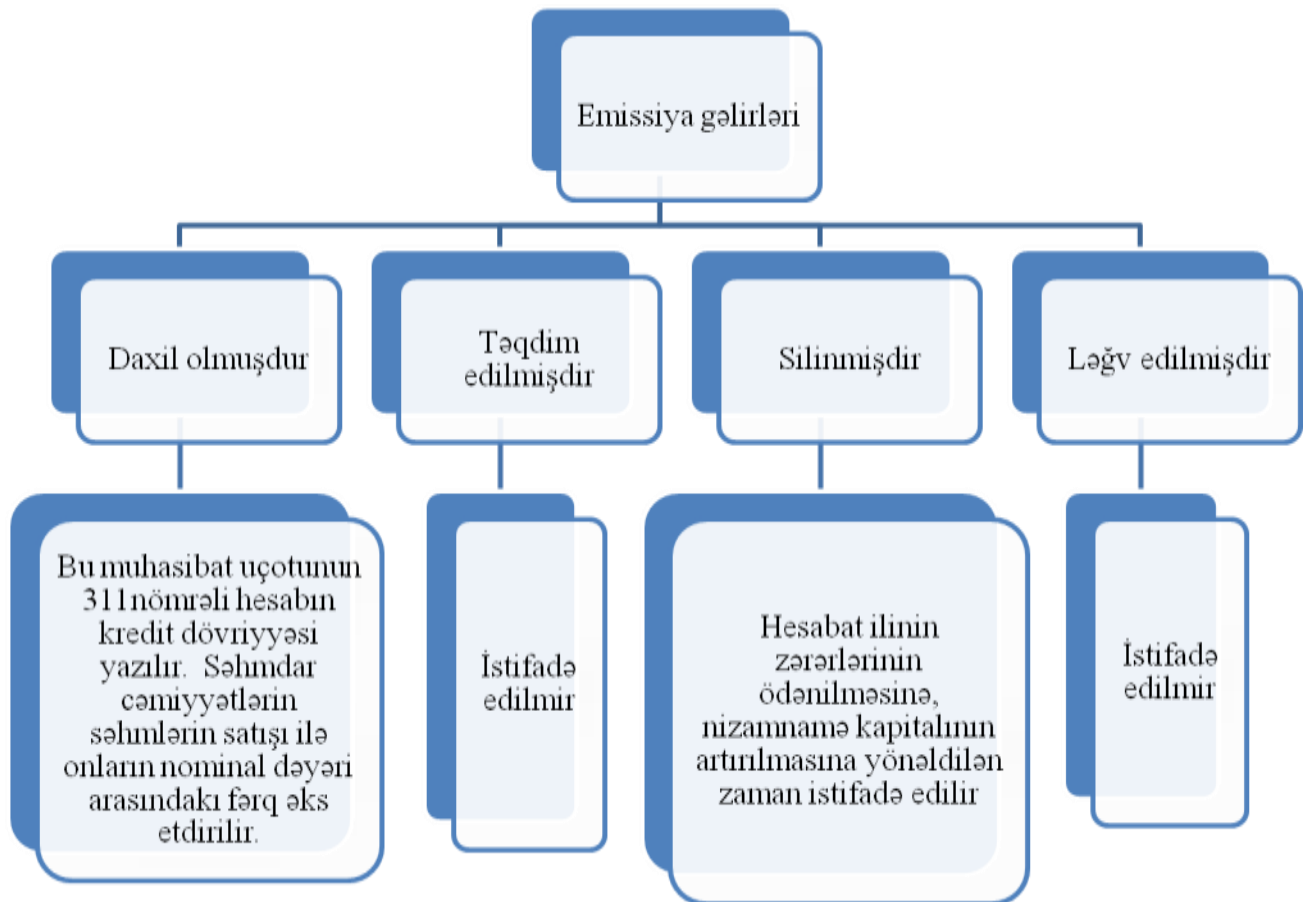 Emissiya gəlirləri
Daxil olmuşdur
Təqdim
edilmişdir
Silinmişdir
Ləğv edilmişdir
Bu muhasibat uçotunun
311nömrəli hesabın
kredit dövriyyəsi
yazılır. Səhmdar
cəmiyyətlərin
səhmlərin satışı ilə
onların nominal dəyəri
arasındakı fərq əks
etdirilir.
İstifadə
edilmir
Hesabat ilinin
zərərlərinin
ödənilməsinə,
nizamnamə kapitalının
artırılmasına yönəldilən
zaman istifadə edilir
İstifadə
edilmir